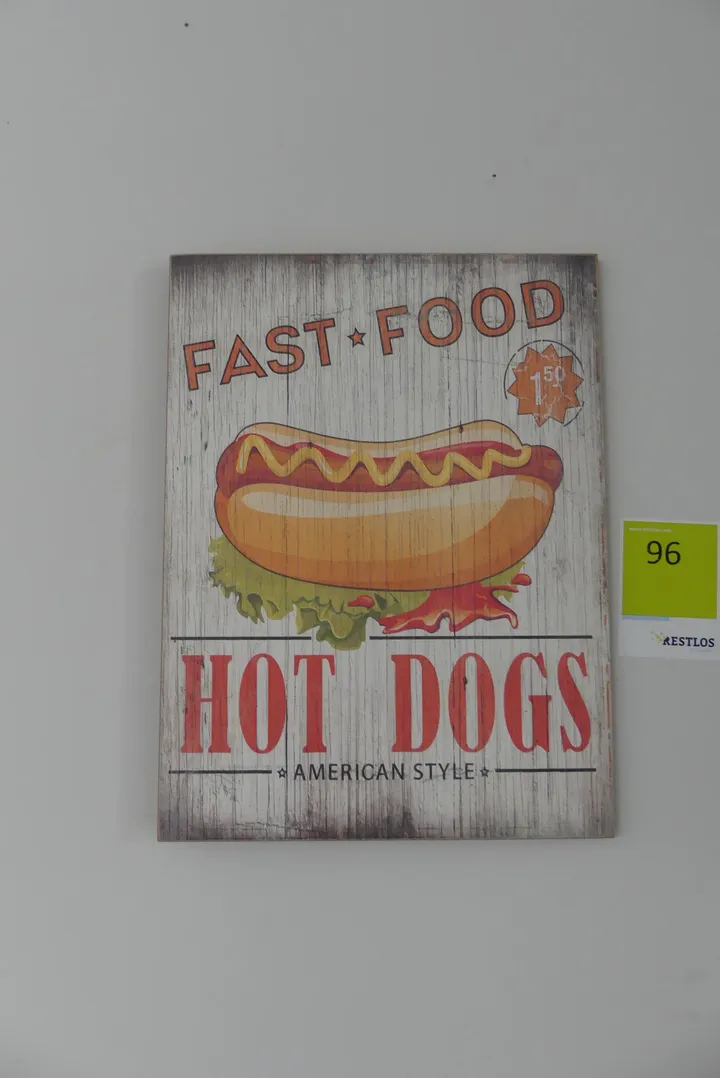 FAST ★ FOOD
1 50
HOT DOGS
☆ AMERICAN STYLE ☆
96
RESTLOS